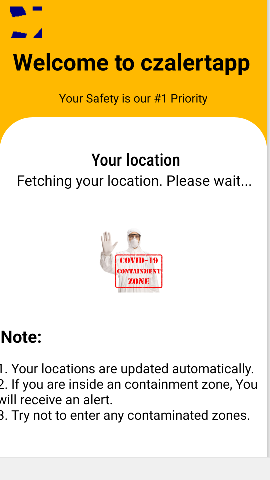 Welcome to czalertapp
Your Safety is our #1 Priority
Your location
Fetching your location. Please wait...
COVID-19
CONTAINMENT
ZONE
Note:
1. Your locations are updated automatically.
2. If you are inside an containment zone, You
will receive an alert.
3. Try not to enter any contaminated zones.